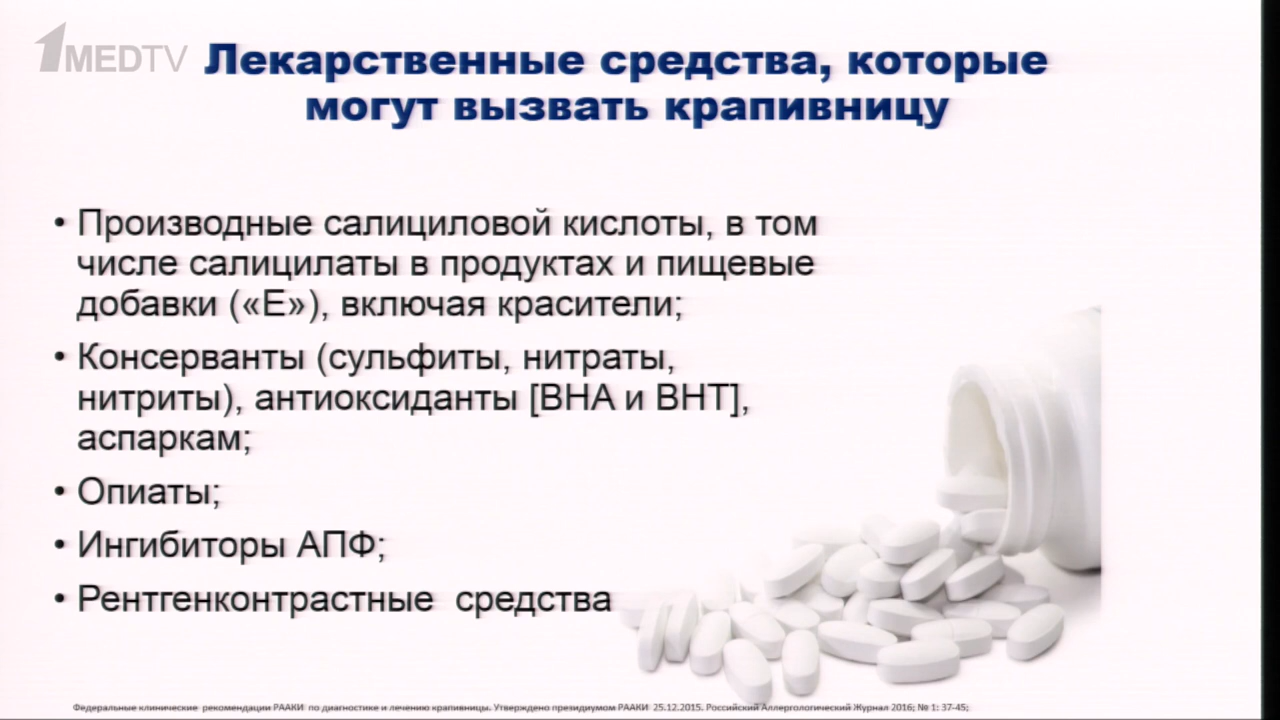 1MEDTV
Лекарственные средства, которые
могут вызвать крапивницу
• Производные салициловой кислоты, в том
числе салицилаты в продуктах и пищевые
добавки («Е»), включая красители;
• Консерванты (сульфиты, нитраты,
нитриты), антиоксиданты [BHA и BHT],
аспаркам;
• Опиаты;
• Ингибиторы АПФ;
• Рентгенконтрастные средства
Федеральные клинические рекомендации РААКИ по диагностике и лечению крапивницы. Утверждено президиумом РААКИ 25.12.2015. Российский Аллергологический Журнал 2016; № 1: 37-45;